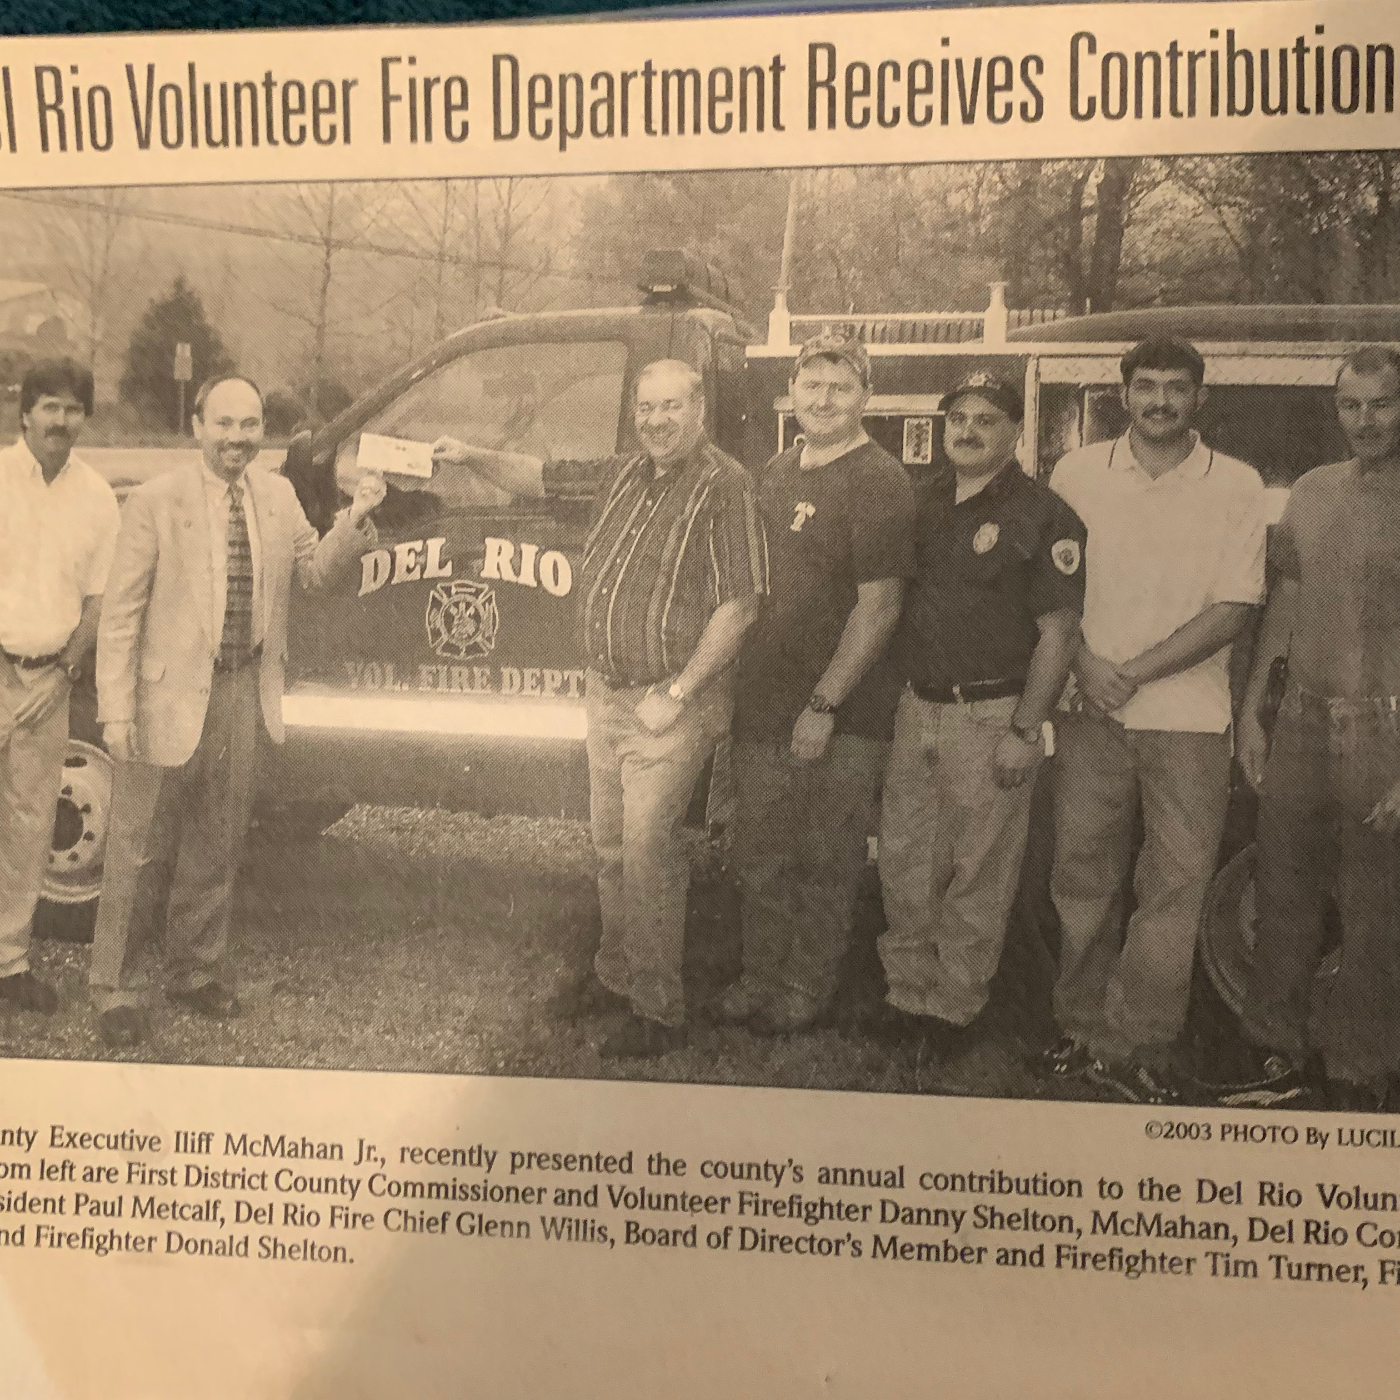 l Rio Volunteer Fire Department Receives Contribution
DEL RIO
VOL. FIRE DEPT
©2003 PHOTO By LUCIL
nty Executive Iliff McMahan Jr., recently presented the county's annual contribution to the Del Rio Volun
om left are First District County Commissioner and Volunteer Firefighter Danny Shelton, McMahan, Del Rio Co
sident Paul Metcalf, Del Rio Fire Chief Glenn Willis, Board of Director's Member and Firefighter Tim Turner, Fi
nd Firefighter Donald Shelton.